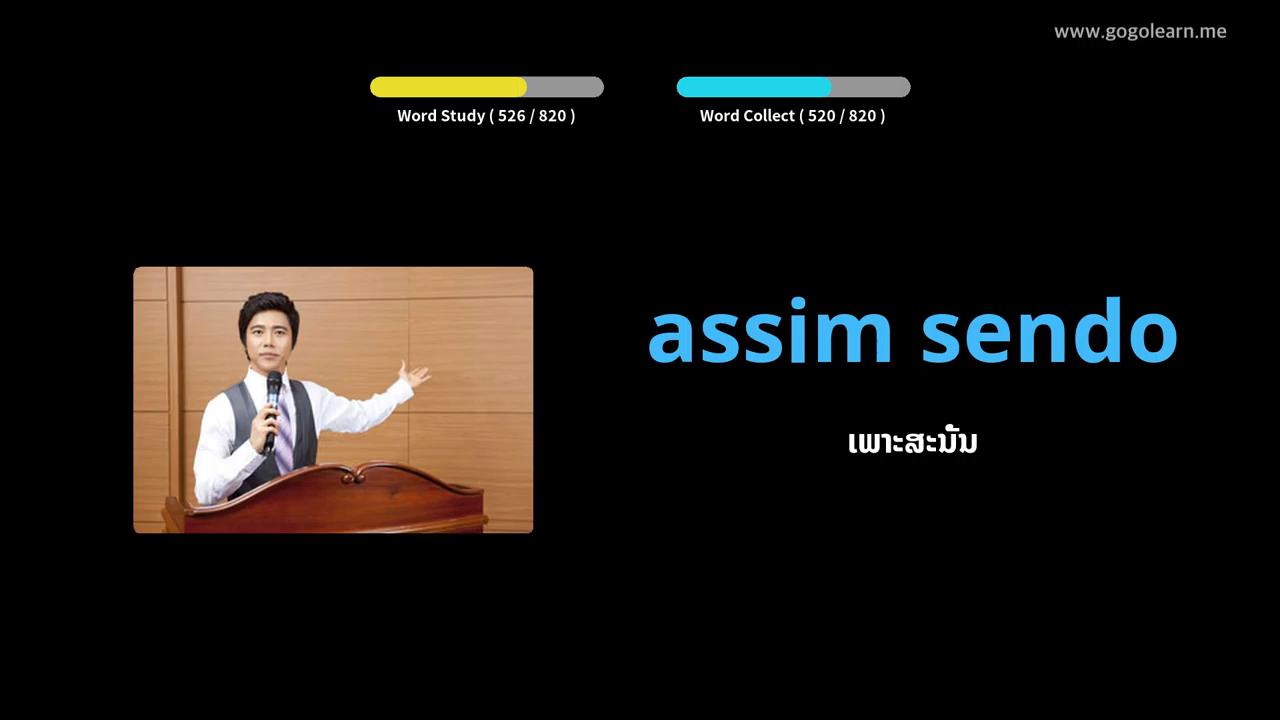 www.gogolearn.me
Word Study ( 526 / 820 )
Word Collect ( 520 / 820 )
assim sendo
ເພາະສະນັ້ນ